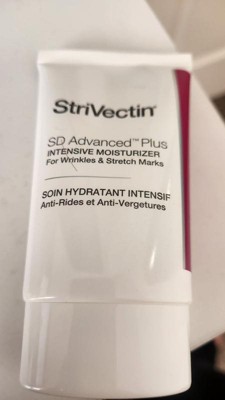 StriVectin®
SD Advanced™ Plus
INTENSIVE MOISTURIZER
For Wrinkles & Stretch Marks
SOIN HYDRATANT INTENSIF
Anti-Rides et Anti-Vergetures